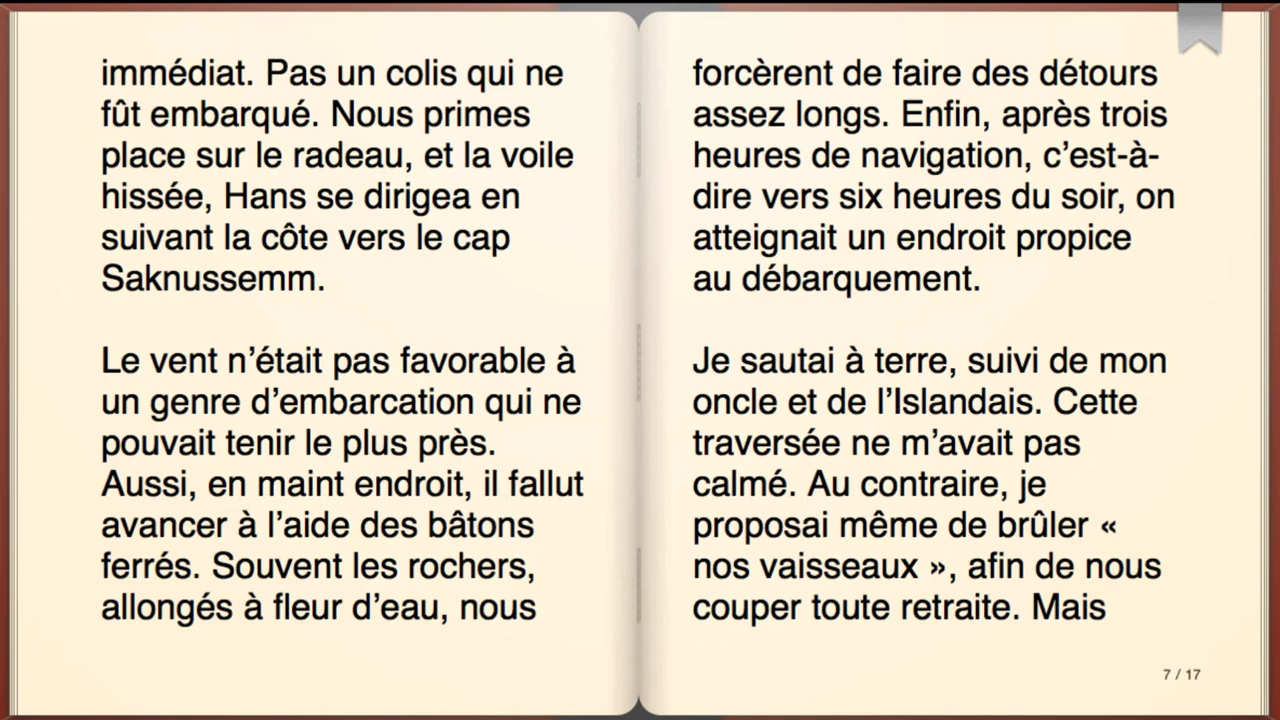 immédiat. Pas un colis qui ne
fût embarqué. Nous primes
place sur le radeau, et la voile
hissée, Hans se dirigea en
suivant la côte vers le cap
Saknussemm.
Le vent n’était pas favorable à
un genre d’embarcation qui ne
pouvait tenir le plus près.
Aussi, en maint endroit, il fallut
avancer à l’aide des bâtons
ferrés. Souvent les rochers,
allongés à fleur d’eau, nous
forcèrent de faire des détours
assez longs. Enfin, après trois
heures de navigation, c’est-à-
dire vers six heures du soir, on
atteignait un endroit propice
au débarquement.
Je sautai à terre, suivi de mon
oncle et de l’Islandais. Cette
traversée ne m’avait pas
calmé. Au contraire, je
proposai même de brûler «
nos vaisseaux », afin de nous
couper toute retraite. Mais
7 / 17